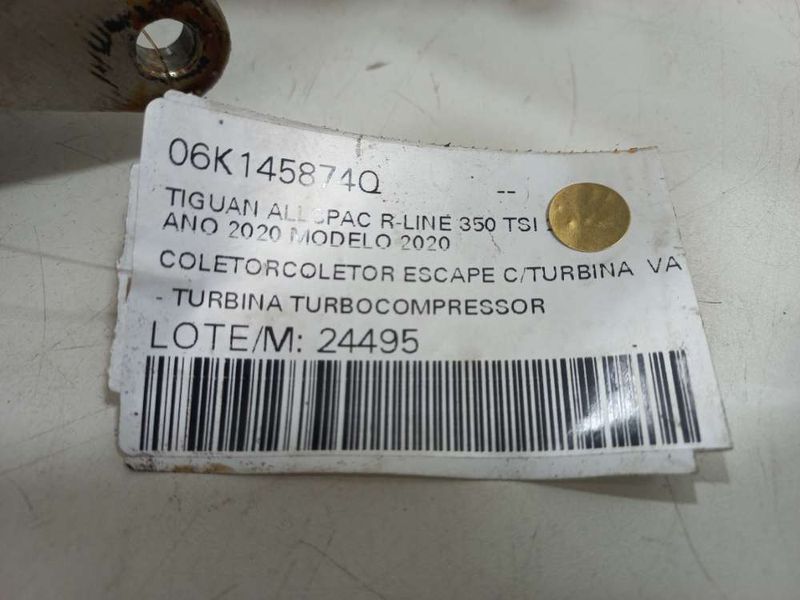 06K145874Q --
TIGUAN ALLSPAC R-LINE 350 TSI
ANO 2020 MODELO 2020
COLETORCOLETOR ESCAPE C/TURBINA VA
- TURBINA TURBOCOMPRESSOR
LOTE/M: 24495